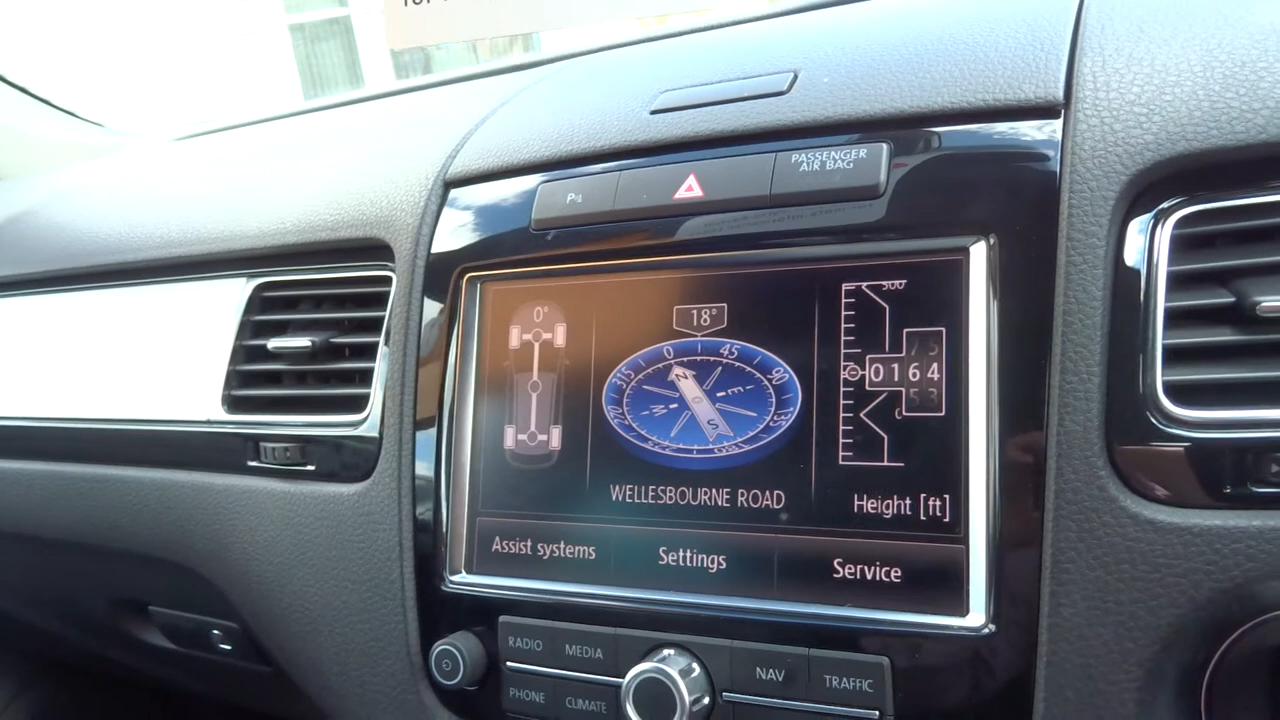 PASSENGER
AIR BAG
P
0°
18°
0
45
90
135
225
270
315
N
E
S
W
500
0164
WELLESBOURNE ROAD
Height [ft]
Assist systems
Settings
Service
RADIO
MEDIA
NAV
TRAFFIC
PHONE
CLIMATE